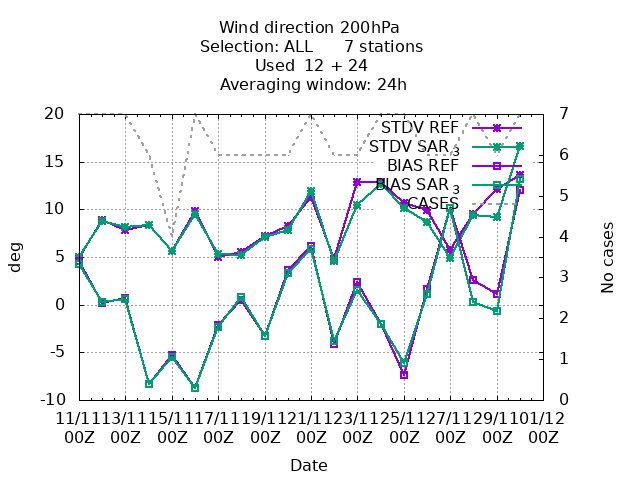 Wind direction 200hPa
Selection: ALL 7 stations
Used 12 + 24
Averaging window: 24h
STDV REF
STDV SAR 3
BIAS REF
BIAS SAR 3
CASES
20
15
10
5
0
-5
-10
deg
7
6
5
4
3
2
1
0
No cases
11/11 13/11 15/11 17/11 19/11 21/11 23/11 25/11 27/11 29/11 01/12
00Z 00Z 00Z 00Z 00Z 00Z 00Z 00Z 00Z 00Z 00Z
Date